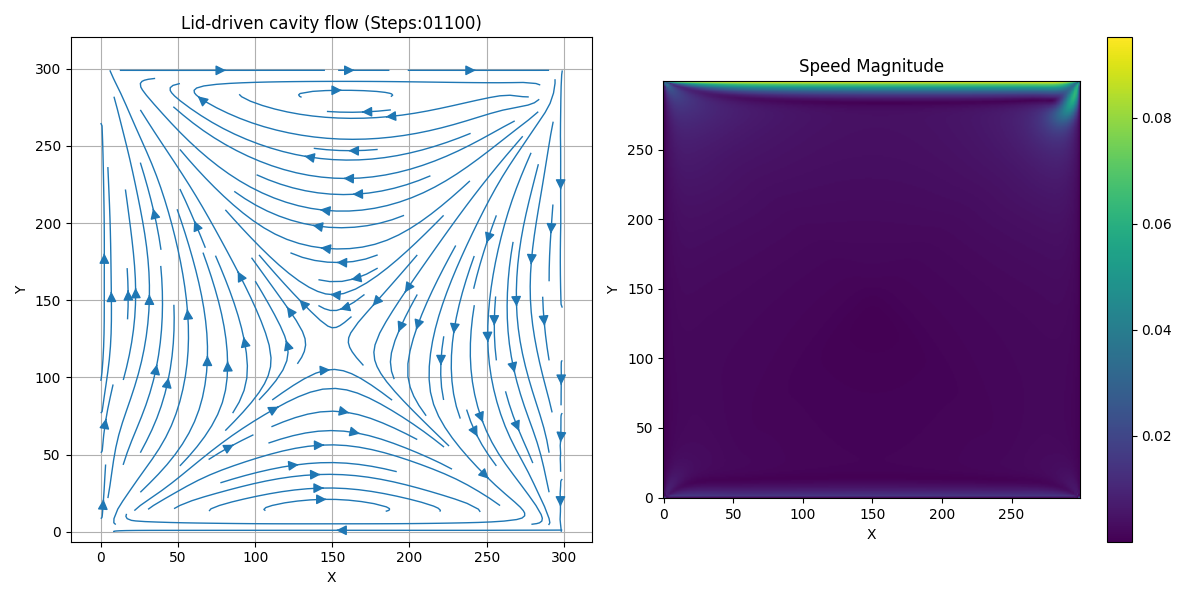 Lid-driven cavity flow (Steps:01100)
300
250
200
150
100
50
0
Y
0 50 100 150 200 250 300
X
Speed Magnitude
250
200
150
100
50
0
Y
0 50 100 150 200 250
X
0.08
0.06
0.04
0.02